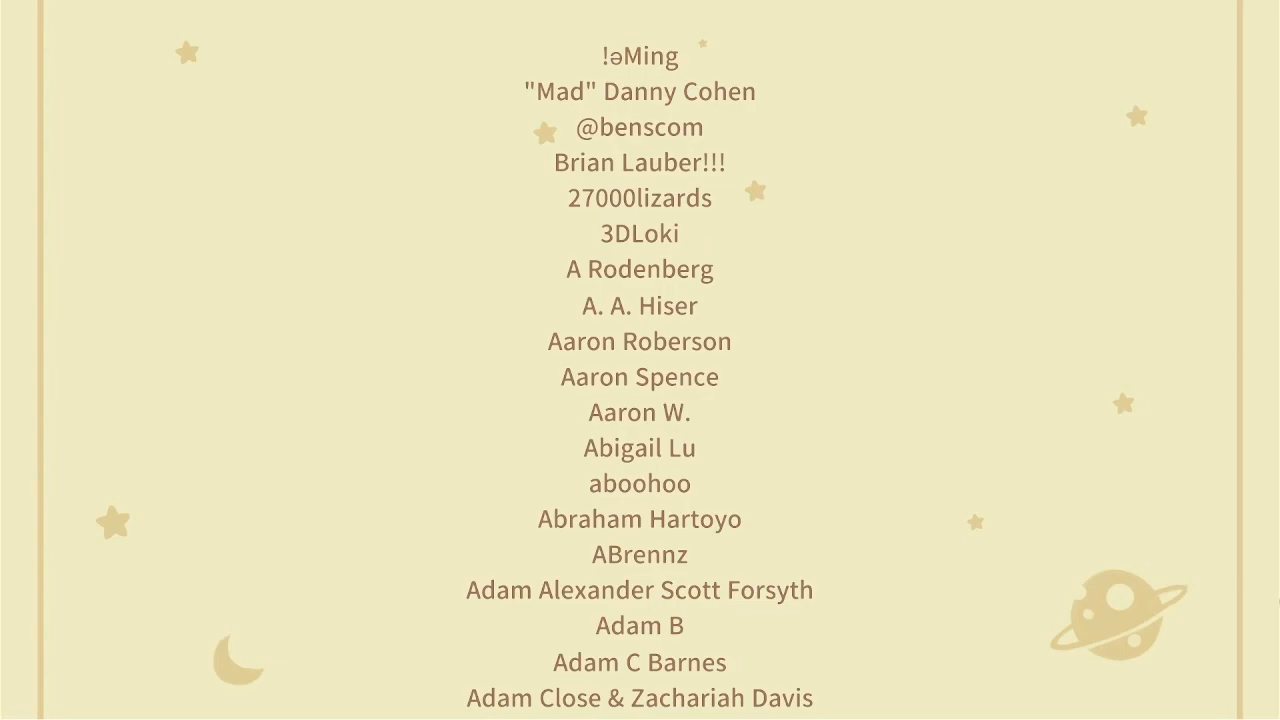 !əMing
"Mad" Danny Cohen
@benscom
Brian Lauber!!!
27000lizards
3DLoki
A Rodenberg
A. A. Hiser
Aaron Roberson
Aaron Spence
Aaron W.
Abigail Lu
aboohoo
Abraham Hartoyo
ABrennz
Adam Alexander Scott Forsyth
Adam B
Adam C Barnes
Adam Close & Zachariah Davis